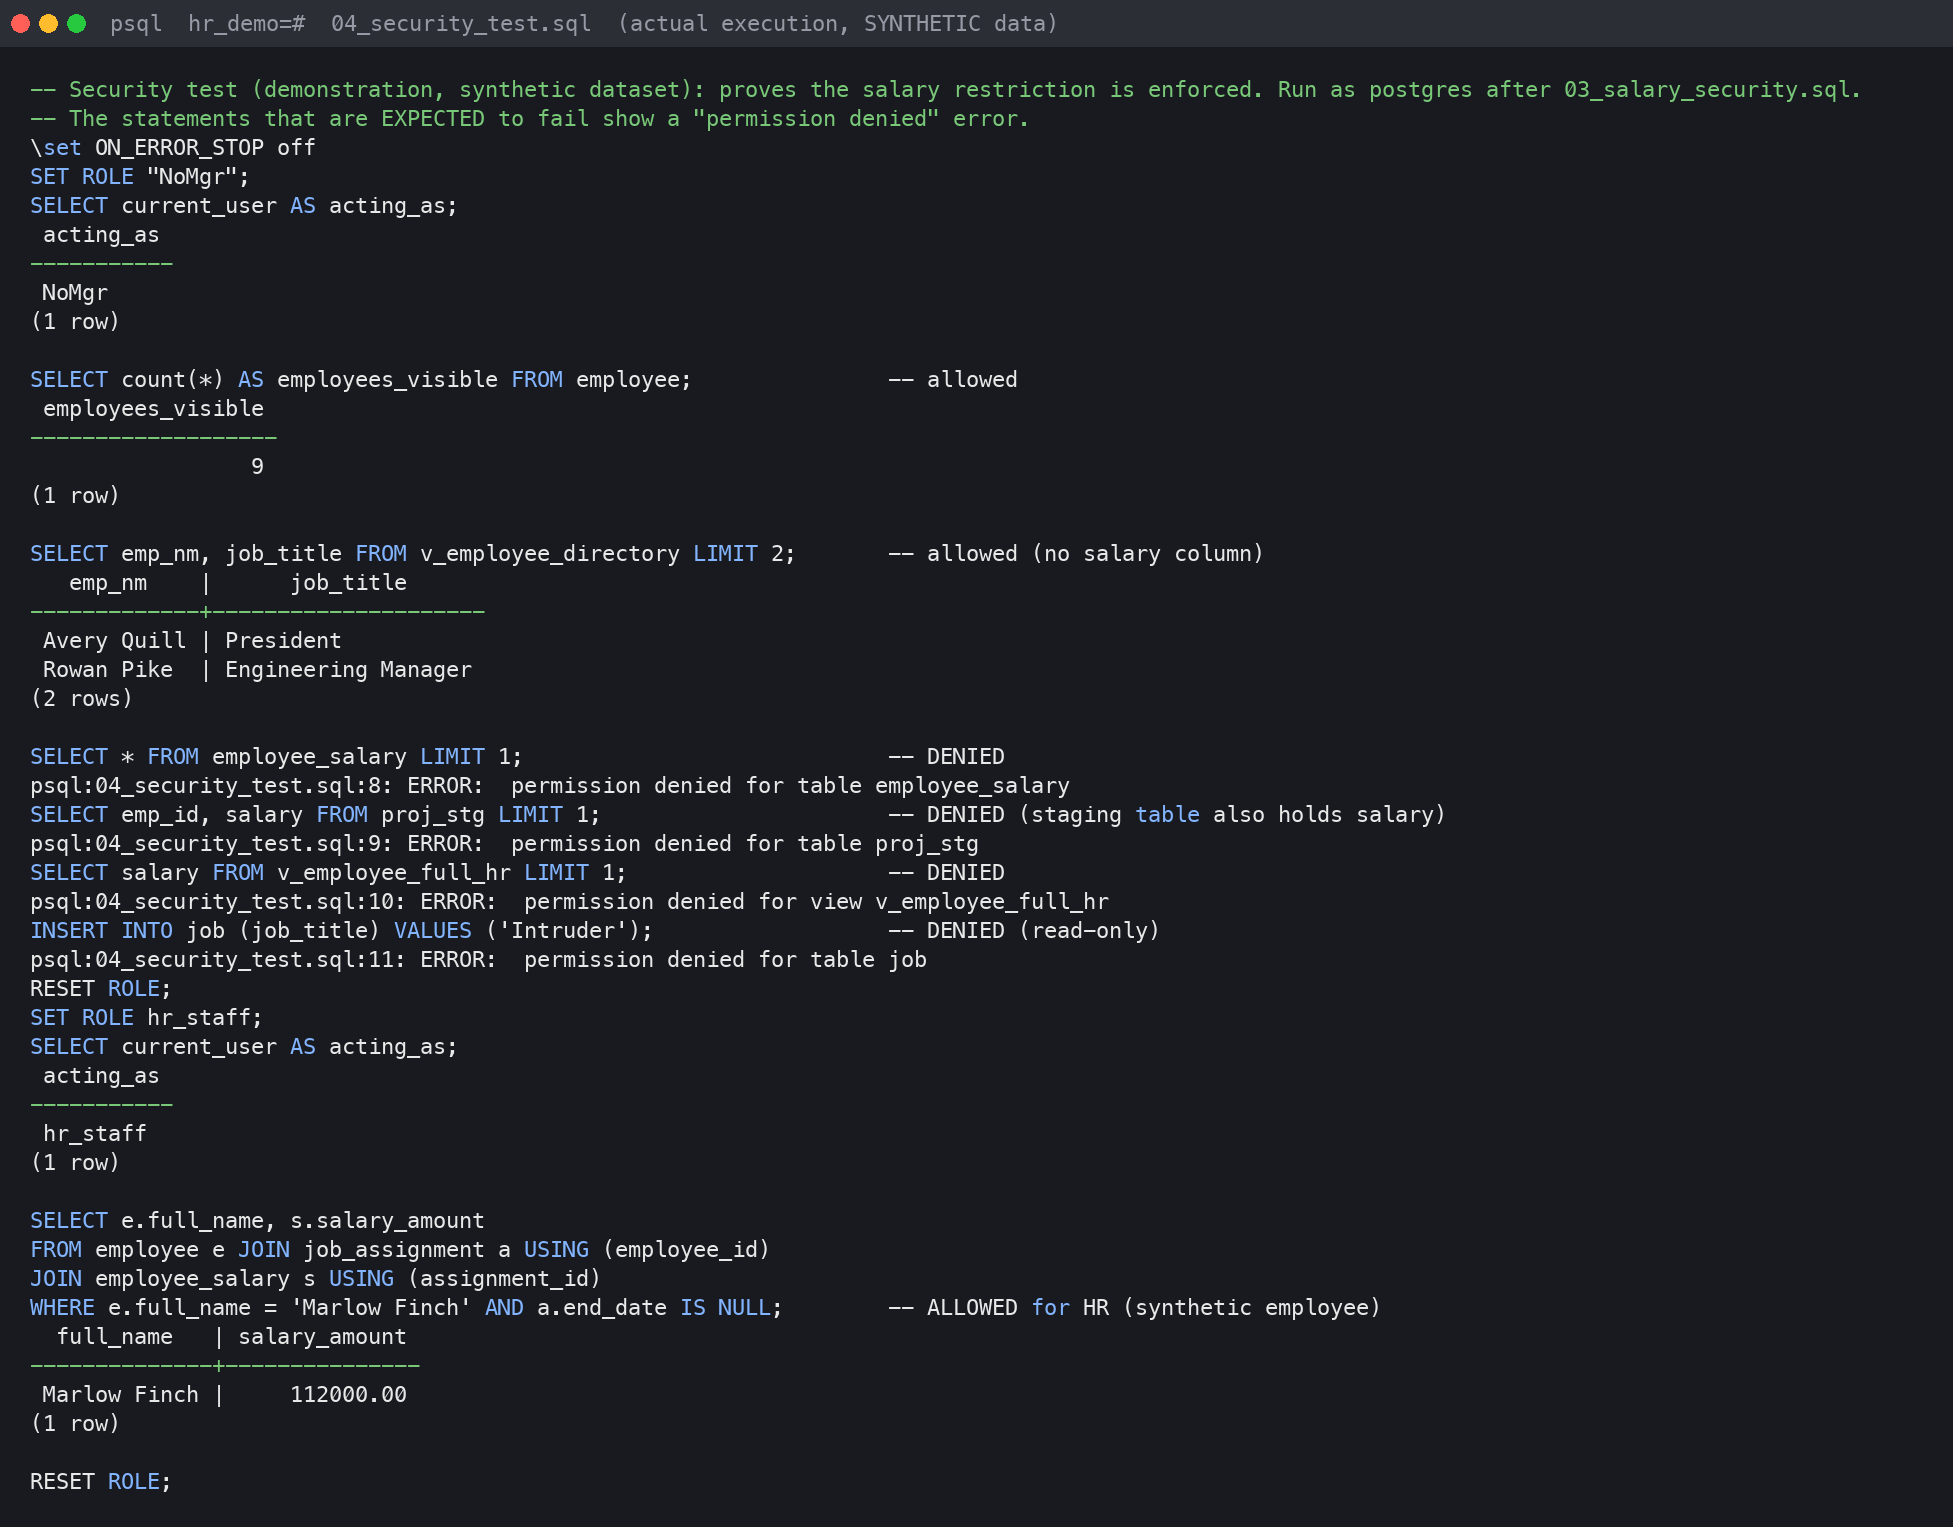 psql  hr_demo=#  04_security_test.sql  (actual execution, SYNTHETIC data)
-- Security test (demonstration, synthetic dataset): proves the salary restriction is enforced. Run as postgres after 03_salary_security.sql.
-- The statements that are EXPECTED to fail show a "permission denied" error.
\set ON_ERROR_STOP off
SET ROLE "NoMgr";
SELECT current_user AS acting_as;
 acting_as
-----------
 NoMgr
(1 row)

SELECT count(*) AS employees_visible FROM employee;               -- allowed
 employees_visible
-------------------
                 9
(1 row)

SELECT emp_nm, job_title FROM v_employee_directory LIMIT 2;       -- allowed (no salary column)
   emp_nm    |      job_title
-------------+---------------------
 Avery Quill | President
 Rowan Pike  | Engineering Manager
(2 rows)

SELECT * FROM employee_salary LIMIT 1;                            -- DENIED
psql:04_security_test.sql:8: ERROR:  permission denied for table employee_salary
SELECT emp_id, salary FROM proj_stg LIMIT 1;                      -- DENIED (staging table also holds salary)
psql:04_security_test.sql:9: ERROR:  permission denied for table proj_stg
SELECT salary FROM v_employee_full_hr LIMIT 1;                    -- DENIED
psql:04_security_test.sql:10: ERROR:  permission denied for view v_employee_full_hr
INSERT INTO job (job_title) VALUES ('Intruder');                  -- DENIED (read-only)
psql:04_security_test.sql:11: ERROR:  permission denied for table job
RESET ROLE;
SET ROLE hr_staff;
SELECT current_user AS acting_as;
 acting_as
-----------
 hr_staff
(1 row)

SELECT e.full_name, s.salary_amount
FROM employee e JOIN job_assignment a USING (employee_id)
JOIN employee_salary s USING (assignment_id)
WHERE e.full_name = 'Marlow Finch' AND a.end_date IS NULL;        -- ALLOWED for HR (synthetic employee)
  full_name   | salary_amount
--------------+---------------
 Marlow Finch |     112000.00
(1 row)

RESET ROLE;